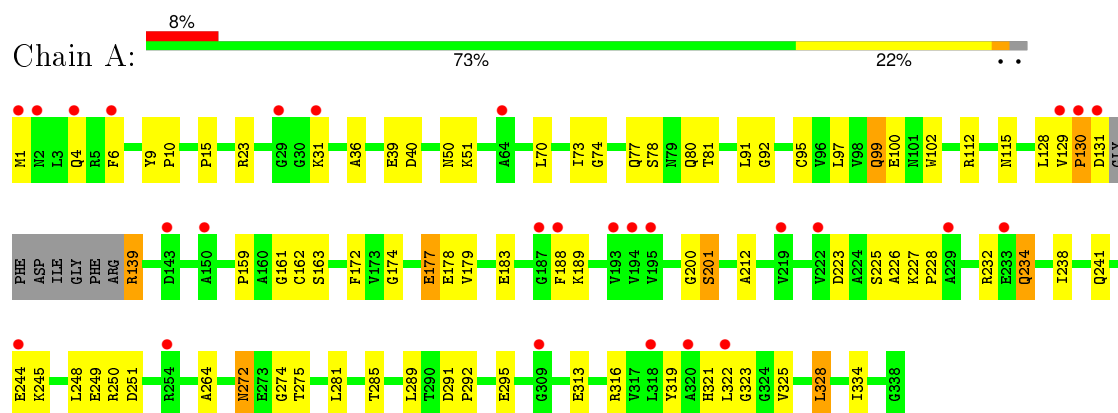 8%
Chain A:
73% 22% • •
M1 N2 L3 Q4 R5 F6 Y9 P10 P15 R23 G29 G30 K31 A36 E39 D40 N50 K51 A64 L70 I73 G74 Q77 S78 N79 Q80 T81 L91 G92 C95 V96 L97 V98 Q99 E100 N101 W102 R112 N115 L128 V129 P130 D131 GLY
PHE ASP ILE GLY PHE ARG R139 D143 A150 P159 A160 G161 C162 S163 F172 V173 G174 E177 E178 V179 E183 G187 F188 K189 V193 V194 V195 G200 S201 A212 V219 V222 D223 A224 S225 A226 K227 P228 A229 R232 E233 Q234 I238 Q241
E244 K245 L248 E249 R250 D251 R254 A264 N272 E273 G274 T275 L281 T285 L289 T290 D291 P292 E295 G309 E313 R316 V317 L318 Y319 A320 H321 L322 G323 G324 V325 L328 I334 G338